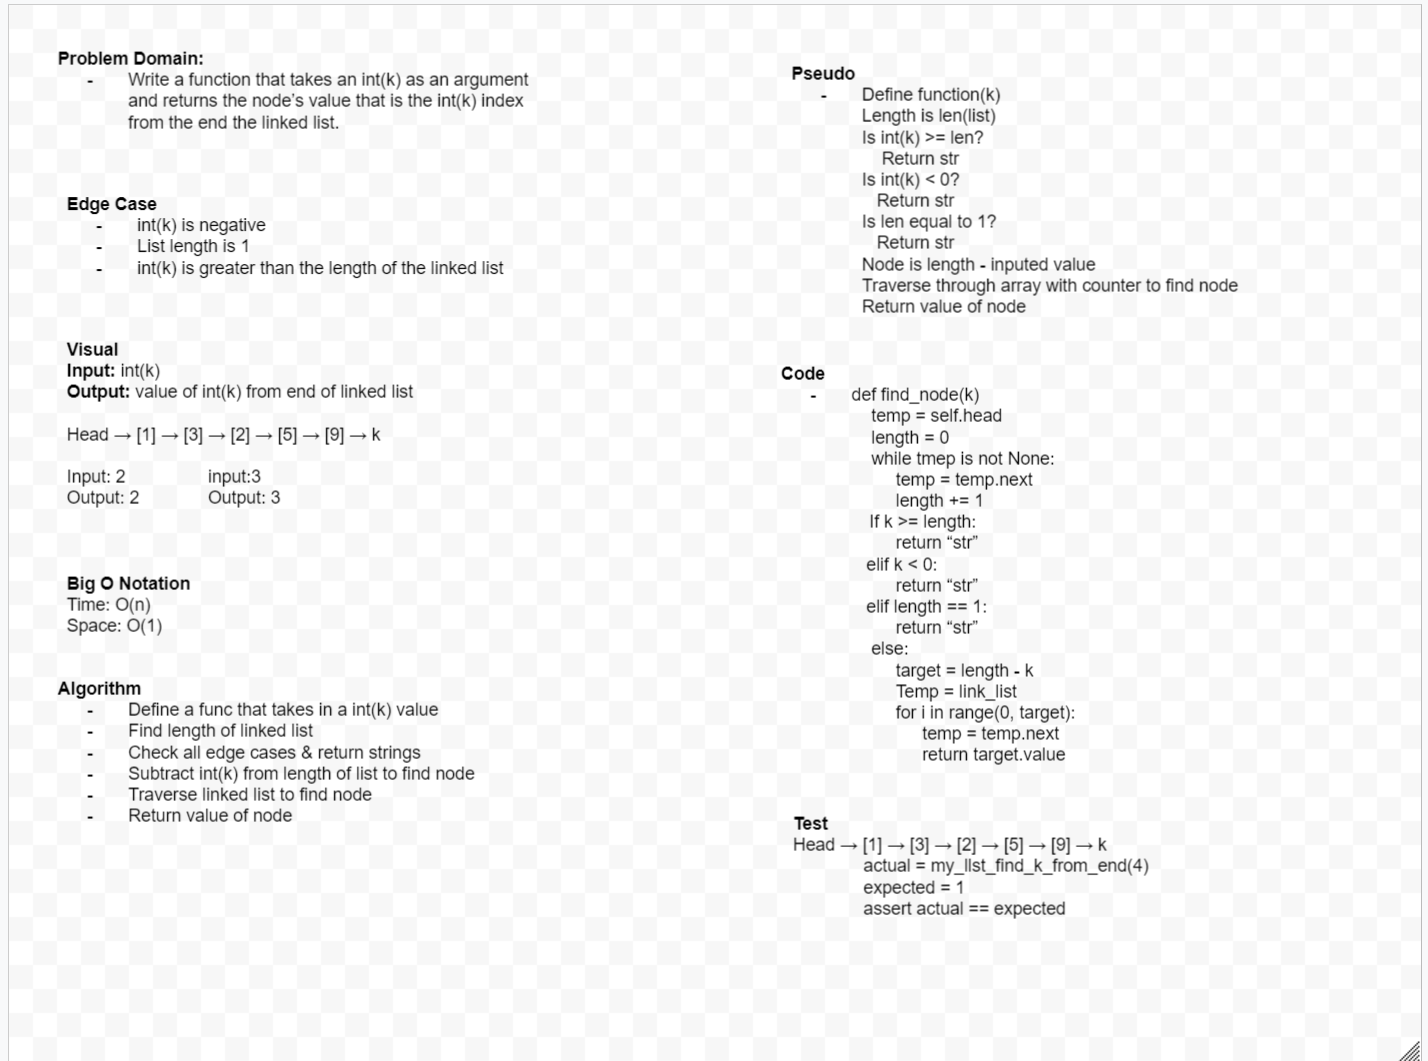 Problem Domain:
- Write a function that takes an int(k) as an argument
and returns the node's value that is the int(k) index
from the end the linked list.
Edge Case
- int(k) is negative
- List length is 1
- int(k) is greater than the length of the linked list
Visual
Input: int(k)
Output: value of int(k) from end of linked list
Head → [1] → [3] → [2] → [5] → [9] → k
Input: 2 input:3
Output: 2 Output: 3
Big O Notation
Time: O(n)
Space: O(1)
Algorithm
- Define a func that takes in a int(k) value
- Find length of linked list
- Check all edge cases & return strings
- Subtract int(k) from length of list to find node
- Traverse linked list to find node
- Return value of node
Pseudo
- Define function(k)
Length is len(list)
Is int(k) >= len?
Return str
Is int(k) < 0?
Return str
Is len equal to 1?
Return str
Node is length - inputed value
Traverse through array with counter to find node
Return value of node
Code
- def find_node(k)
temp = self.head
length = 0
while tmep is not None:
temp = temp.next
length += 1
If k >= length:
return “str”
elif k < 0:
return “str”
elif length == 1:
return “str”
else:
target = length - k
Temp = link_list
for i in range(0, target):
temp = temp.next
return target.value
Test
Head → [1] → [3] → [2] → [5] → [9] → k
actual = my_llst_find_k_from_end(4)
expected = 1
assert actual == expected